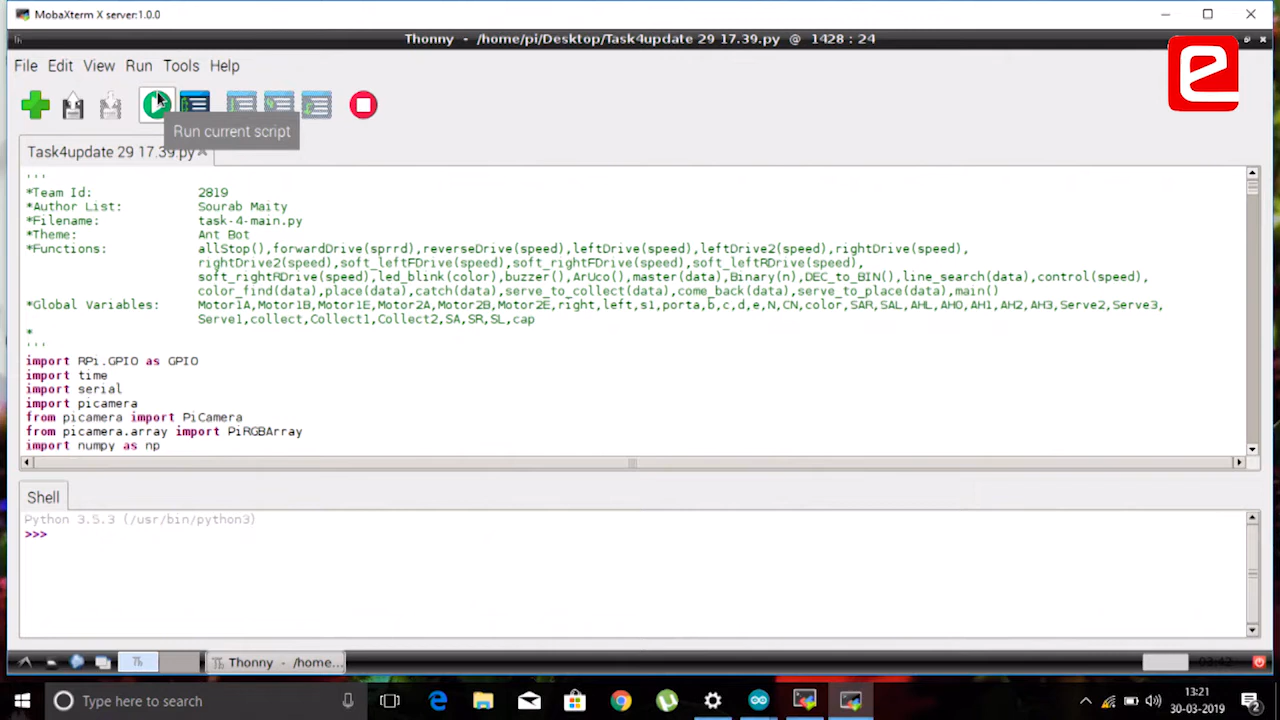 MobaXterm X server:1.0.0
Thonny - /home/pi/Desktop/Task4update 29 17.39.py @ 1428 : 24
File Edit View Run Tools Help
Run current script
Task4update 29 17.39.py
'''
*Team Id: 2819
*Author List: Sourab Maity
*Filename: task-4-main.py
*Theme: Ant Bot
*Functions: allStop(),forwardDrive(sprrd),reverseDrive(speed),leftDrive(speed),leftDrive2(speed),rightDrive(speed),
rightDrive2(speed),soft_leftFDrive(speed),soft_rightFDrive(speed),soft_leftRDrive(speed),
soft_rightRDrive(speed),led_blink(color),buzzer(),ArUco(),master(data),Binary(n),DEC_to_BIN(),line_search(data),control(speed),
color_find(data),place(data),catch(data),serve_to_collect(data),come_back(data),serve_to_place(data),main()
*Global Variables: Motor1A,Motor1B,Motor1E,Motor2A,Motor2B,Motor2E,right,left,s1,porta,b,c,d,e,N,CN,color,SAR,SAL,AHL,AH0,AH1,AH2,AH3,Serve2,Serve3,
Serve1,collect,Collect1,Collect2,SA,SR,SL,cap
*
'''
import RPi.GPIO as GPIO
import time
import serial
import picamera
from picamera import PiCamera
from picamera.array import PiRGBArray
import numpy as np
Shell
Python 3.5.3 (/usr/bin/python3)
>>>
Thonny - /home...
03:42
Type here to search
13:21
30-03-2019
2